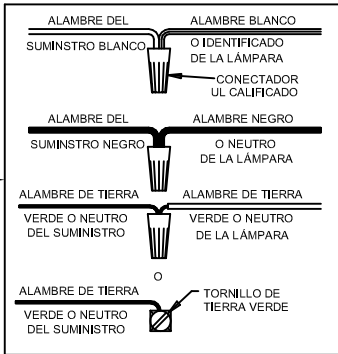 ALAMBRE DEL ALAMBRE BLANCO
SUMINSTRO BLANCO O IDENTIFICADO
DE LA LÁMPARA
CONECTADOR
UL CALIFICADO
ALAMBRE DEL ALAMBRE NEGRO
SUMINSTRO NEGRO O NEUTRO
DE LA LÁMPARA
ALAMBRE DE TIERRA ALAMBRE DE TIERRA
VERDE O NEUTRO VERDE O NEUTRO
DEL SUMINISTRO DE LA LÁMPARA
O
ALAMBRE DE TIERRA TORNILLO DE
VERDE O NEUTRO TIERRA VERDE
DEL SUMINISTRO